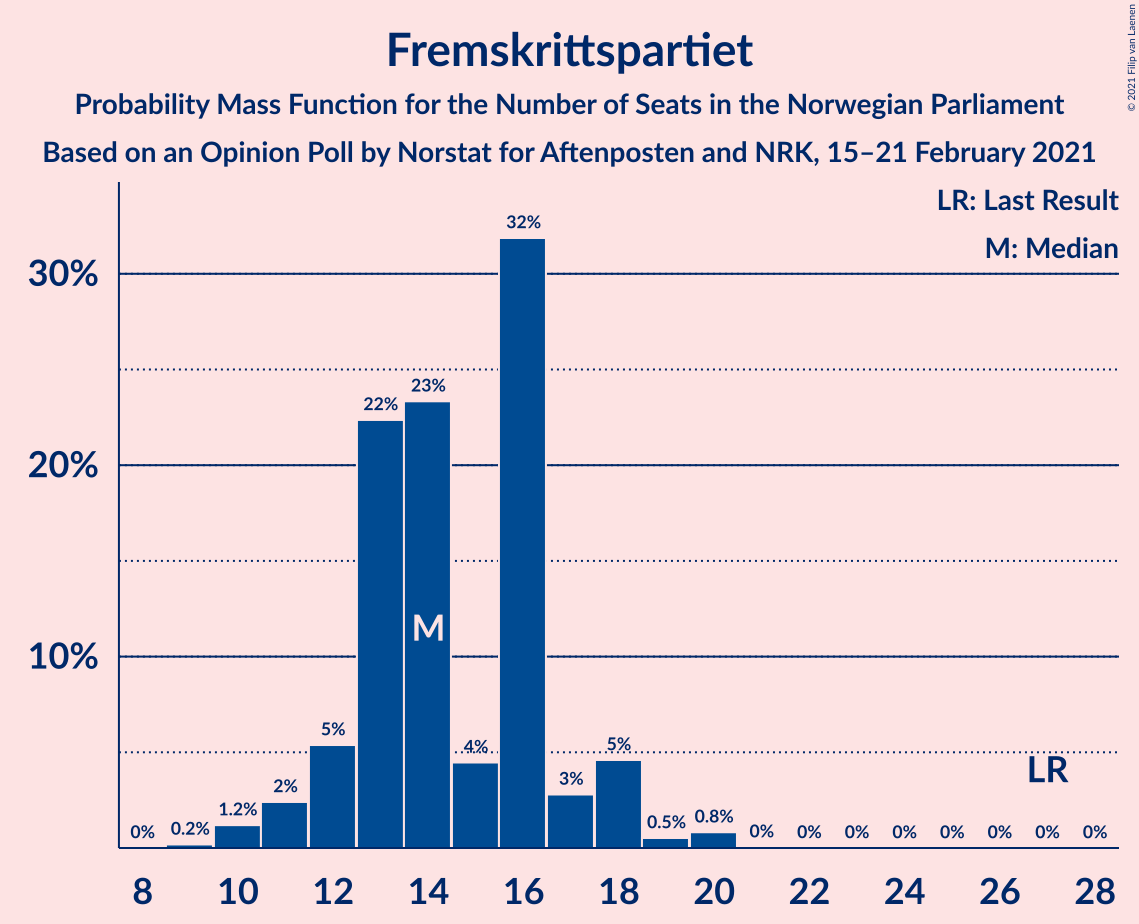 Fremskrittspartiet
Probability Mass Function for the Number of Seats in the Norwegian Parliament
Based on an Opinion Poll by Norstat for Aftenposten and NRK, 15–21 February 2021
© 2021 Filip van Laenen
LR: Last Result
M: Median
30%
20%
10%
0% 0.2% 1.2% 2% 5% 22% 23% 4% 32% 3% 5% 0.5% 0.8% 0% 0% 0% 0% 0% 0% 0% 0%
M
LR
8 10 12 14 16 18 20 22 24 26 28